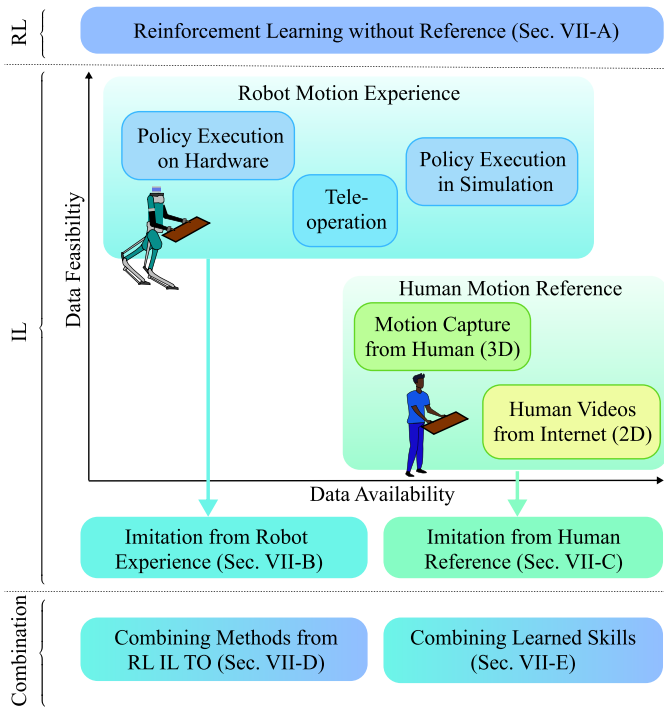 RL
Reinforcement Learning without Reference (Sec. VII-A)
IL
Data Feasibiltiy
Robot Motion Experience
Policy Execution
on Hardware
Policy Execution
in Simulation
Tele-
operation
Human Motion Reference
Motion Capture
from Human (3D)
Human Videos
from Internet (2D)
Data Availability
Imitation from Robot
Experience (Sec. VII-B)
Imitation from Human
Reference (Sec. VII-C)
Combination
Combining Methods from
RL IL TO (Sec. VII-D)
Combining Learned Skills
(Sec. VII-E)